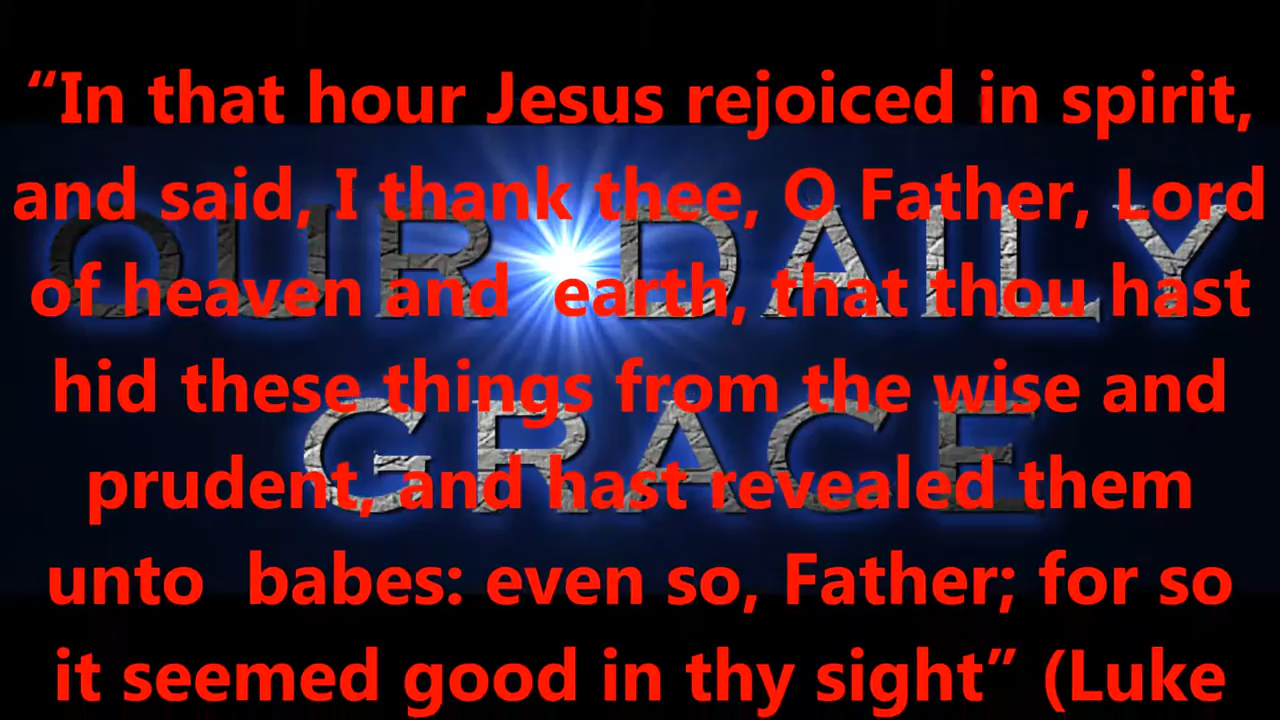 “In that hour Jesus rejoiced in spirit,
and said, I thank thee, O Father, Lord
of heaven and earth, that thou hast
hid these things from the wise and
prudent, and hast revealed them
unto babes: even so, Father; for so
it seemed good in thy sight” (Luke
OUR DAILY
GRACE